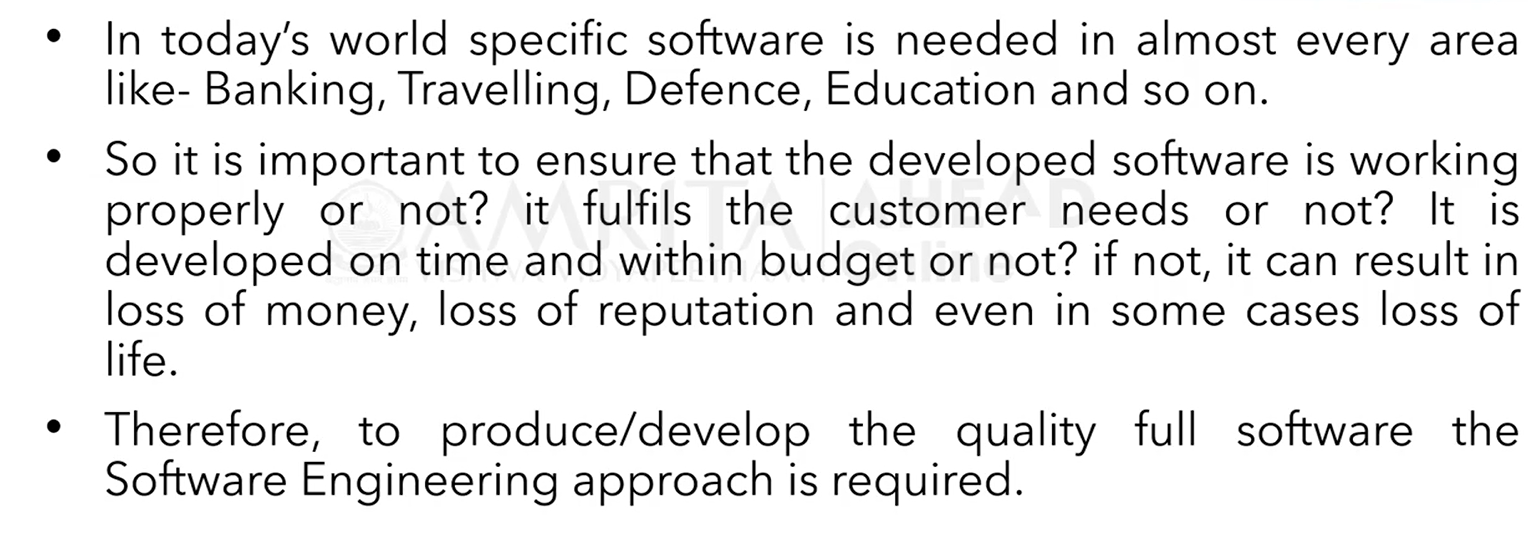 • In today's world specific software is needed in almost every area
like- Banking, Travelling, Defence, Education and so on.
• So it is important to ensure that the developed software is working
properly or not? it fulfils the customer needs or not? It is
developed on time and within budget or not? if not, it can result in
loss of money, loss of reputation and even in some cases loss of
life.
• Therefore, to produce/develop the quality full software the
Software Engineering approach is required.
AMRITA AHEAD
VISHWA VIDYAPEETHAM Online